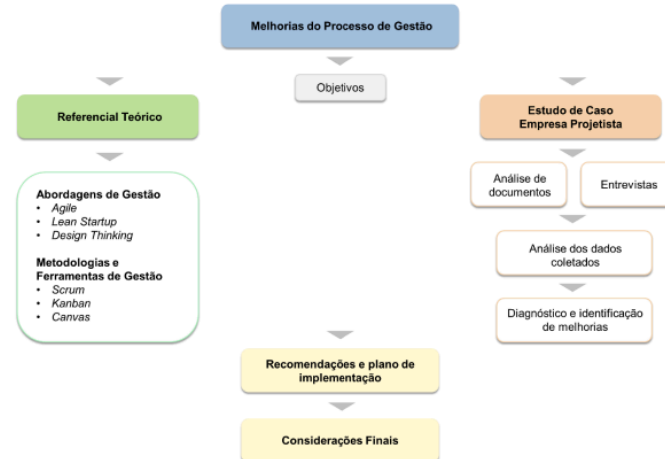 Melhorias do Processo de Gestão
Objetivos
Referencial Teórico
Abordagens de Gestão
• Agile
• Lean Startup
• Design Thinking
Metodologias e
Ferramentas de Gestão
• Scrum
• Kanban
• Canvas
Estudo de Caso
Empresa Projetista
Análise de
documentos
Entrevistas
Análise dos dados
coletados
Diagnóstico e identificação
de melhorias
Recomendações e plano de
implementação
Considerações Finais